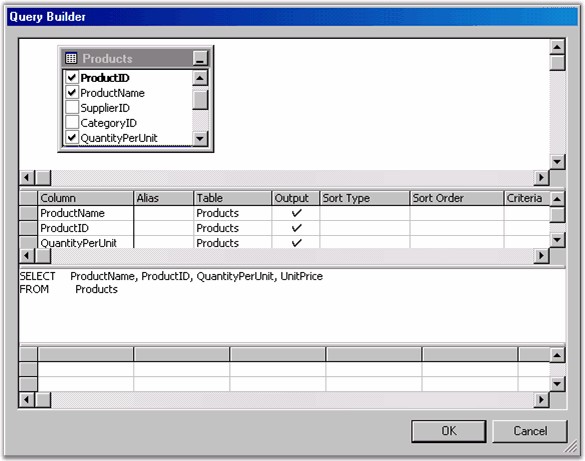 Query Builder
Products
ProductID
ProductName
SupplierID
CategoryID
QuantityPerUnit
Column Alias Table Output Sort Type Sort Order Criteria
ProductName Products
ProductID Products
QuantityPerUnit Products
SELECT ProductName, ProductID, QuantityPerUnit, UnitPrice
FROM Products
OK Cancel